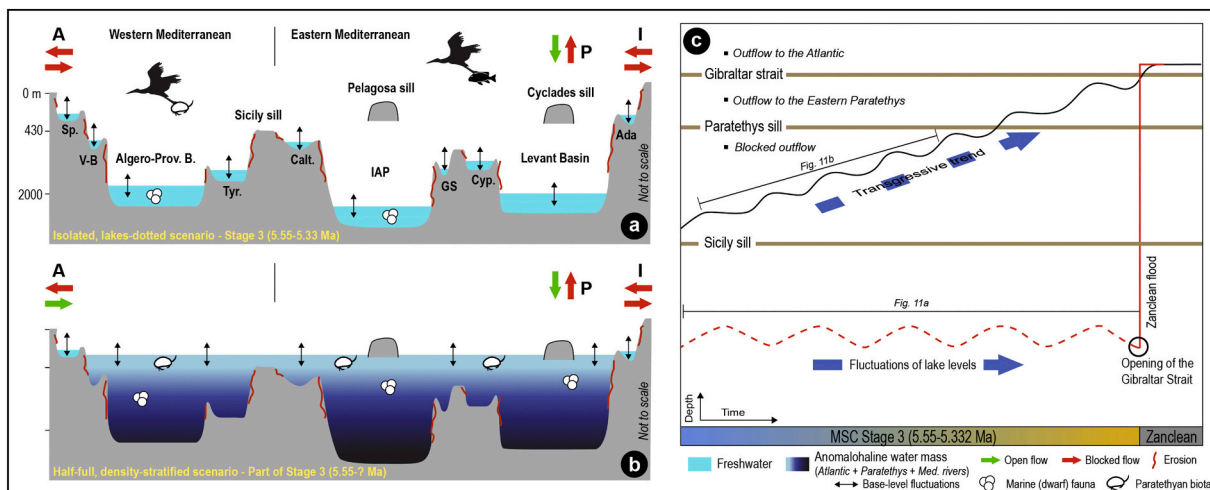 A
Western Mediterranean
Eastern Mediterranean
P
I
0 m
430
2000
Sp.
V-B
Algero-Prov. B.
Tyr.
Sicily sill
Calt.
Pelagosa sill
IAP
GS
Cyp.
Cyclades sill
Levant Basin
Ada
Not to scale
a
Isolated, lakes-dotted scenario - Stage 3 (5.55-5.33 Ma)
A
P
I
Not to scale
b
Half-full, density-stratified scenario - Part of Stage 3 (5.55-? Ma)
c
▪ Outflow to the Atlantic
Gibraltar strait
▪ Outflow to the Eastern Paratethys
Paratethys sill
▪ Blocked outflow
Fig. 11b
Transgressive trend
Sicily sill
Fig. 11a
Zanclean flood
Fluctuations of lake levels
Opening of the
Gibraltar Strait
Depth
Time
MSC Stage 3 (5.55-5.332 Ma)
Zanclean
Freshwater
Anomalohaline water mass
(Atlantic + Paratethys + Med. rivers)
Open flow
Blocked flow
Erosion
Base-level fluctuations
Marine (dwarf) fauna
Paratethyan biota